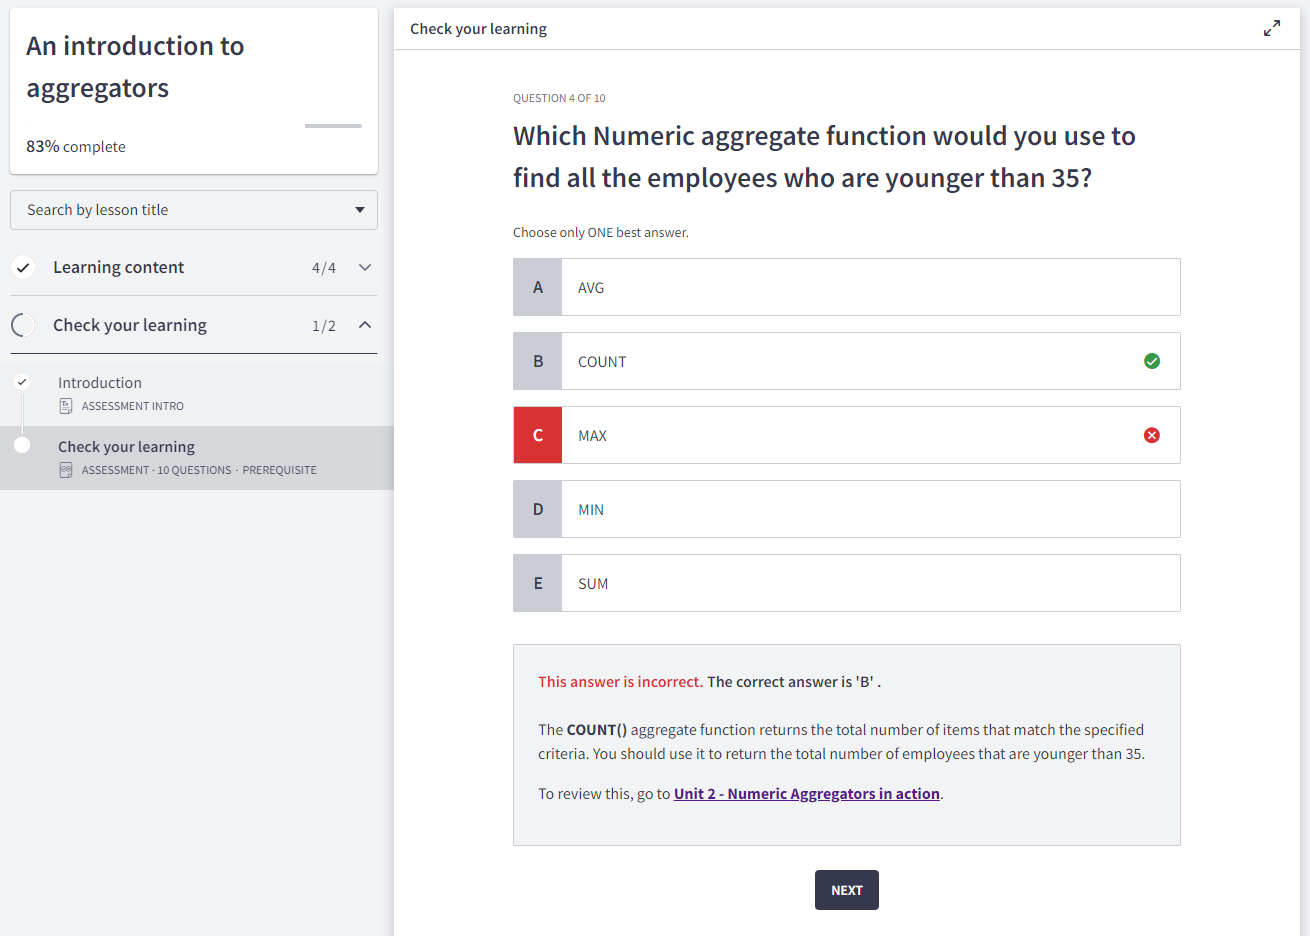 An introduction to
aggregators
83% complete
Search by lesson title
Learning content 4/4
Check your learning 1/2
Introduction
ASSESSMENT INTRO
Check your learning
ASSESSMENT · 10 QUESTIONS · PREREQUISITE
Check your learning
QUESTION 4 OF 10
Which Numeric aggregate function would you use to
find all the employees who are younger than 35?
Choose only ONE best answer.
A AVG
B COUNT
C MAX
D MIN
E SUM
This answer is incorrect. The correct answer is 'B' .
The COUNT() aggregate function returns the total number of items that match the specified
criteria. You should use it to return the total number of employees that are younger than 35.
To review this, go to Unit 2 - Numeric Aggregators in action.
NEXT